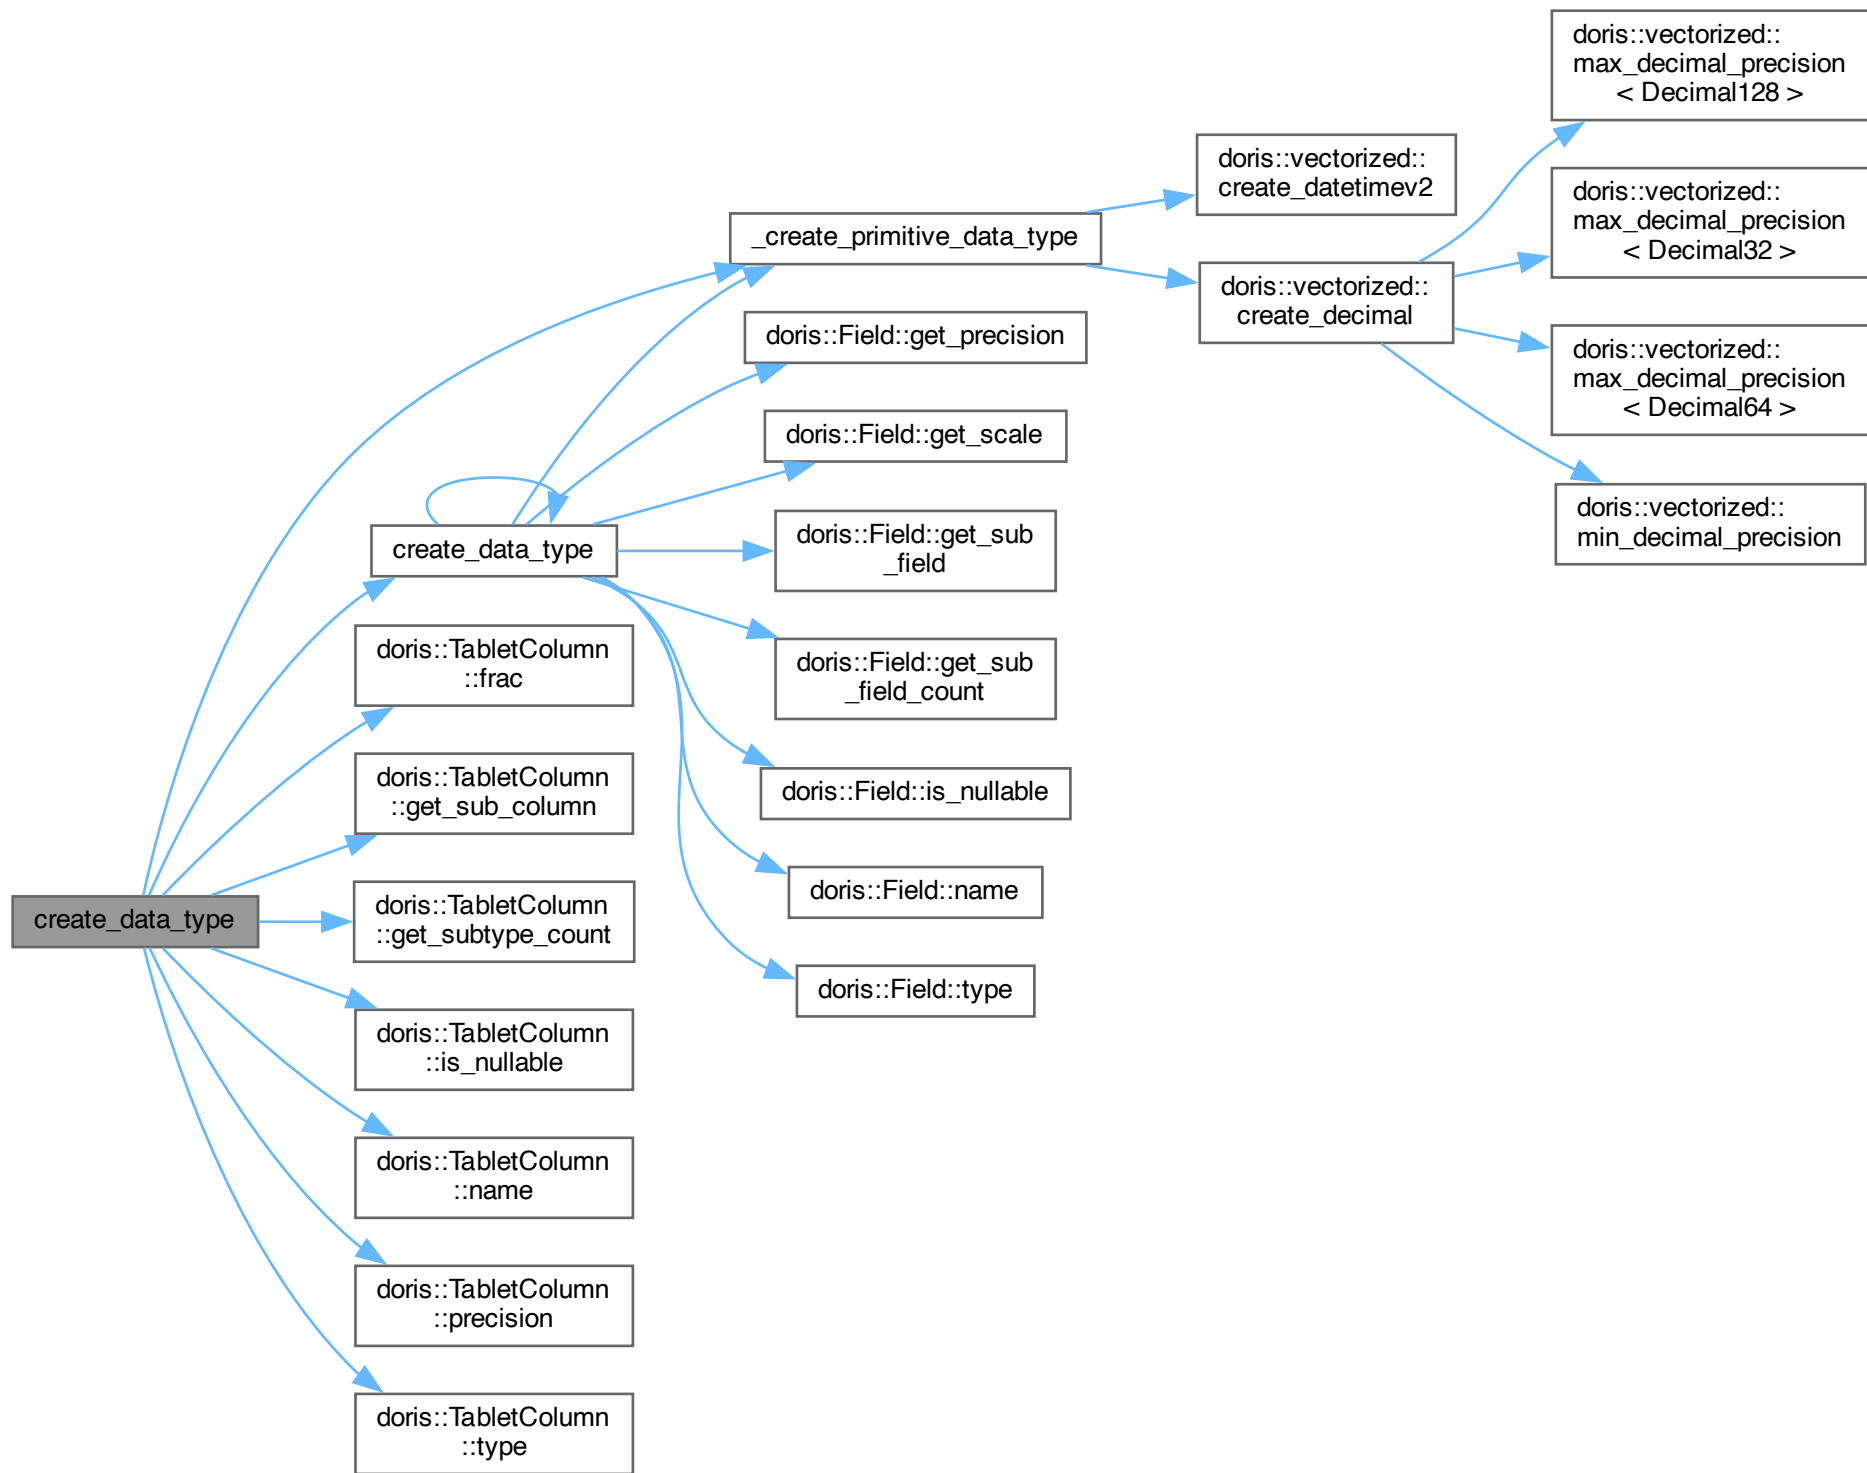 create_data_type
_create_primitive_data_type
doris::vectorized::
create_datetimev2
doris::vectorized::
create_decimal
doris::vectorized::
max_decimal_precision
< Decimal128 >
doris::vectorized::
max_decimal_precision
< Decimal32 >
doris::vectorized::
max_decimal_precision
< Decimal64 >
doris::vectorized::
min_decimal_precision
create_data_type
doris::Field::get_precision
doris::Field::get_scale
doris::Field::get_sub
_field
doris::Field::get_sub
_field_count
doris::Field::is_nullable
doris::Field::name
doris::Field::type
doris::TabletColumn
::frac
doris::TabletColumn
::get_sub_column
doris::TabletColumn
::get_subtype_count
doris::TabletColumn
::is_nullable
doris::TabletColumn
::name
doris::TabletColumn
::precision
doris::TabletColumn
::type